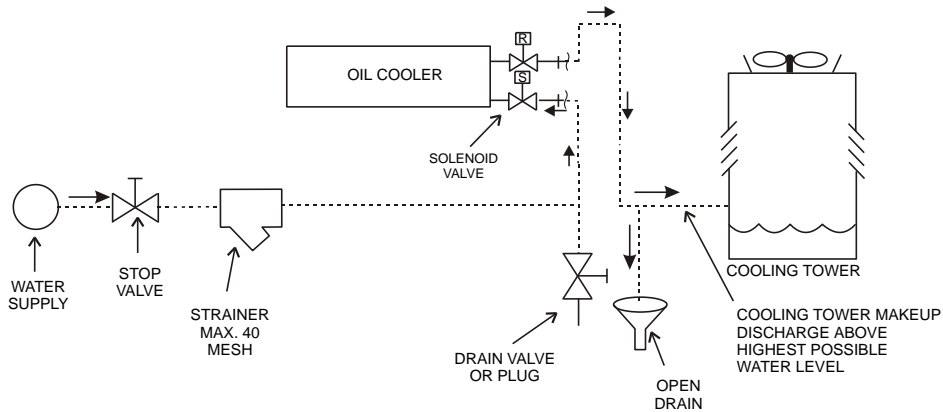 R
OIL COOLER
S
SOLENOID
VALVE
WATER
SUPPLY
STOP
VALVE
STRAINER
MAX. 40
MESH
DRAIN VALVE
OR PLUG
OPEN
DRAIN
COOLING TOWER
COOLING TOWER MAKEUP
DISCHARGE ABOVE
HIGHEST POSSIBLE
WATER LEVEL